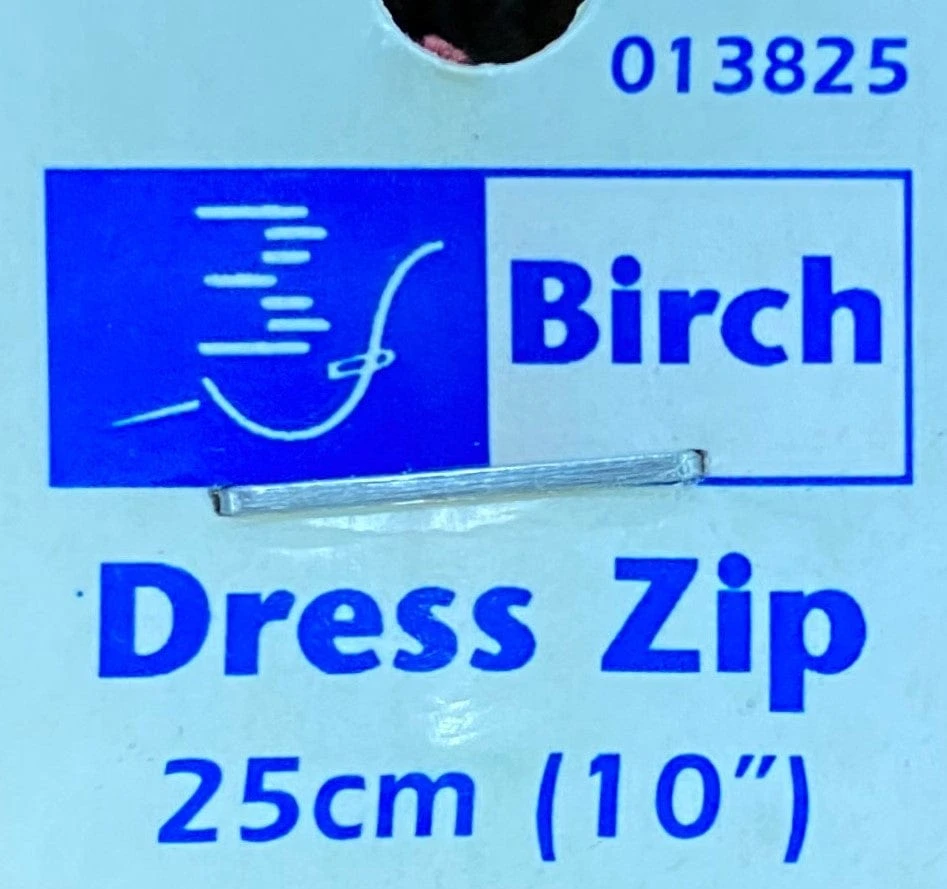 013825
Birch
Dress Zip
25cm (10″)